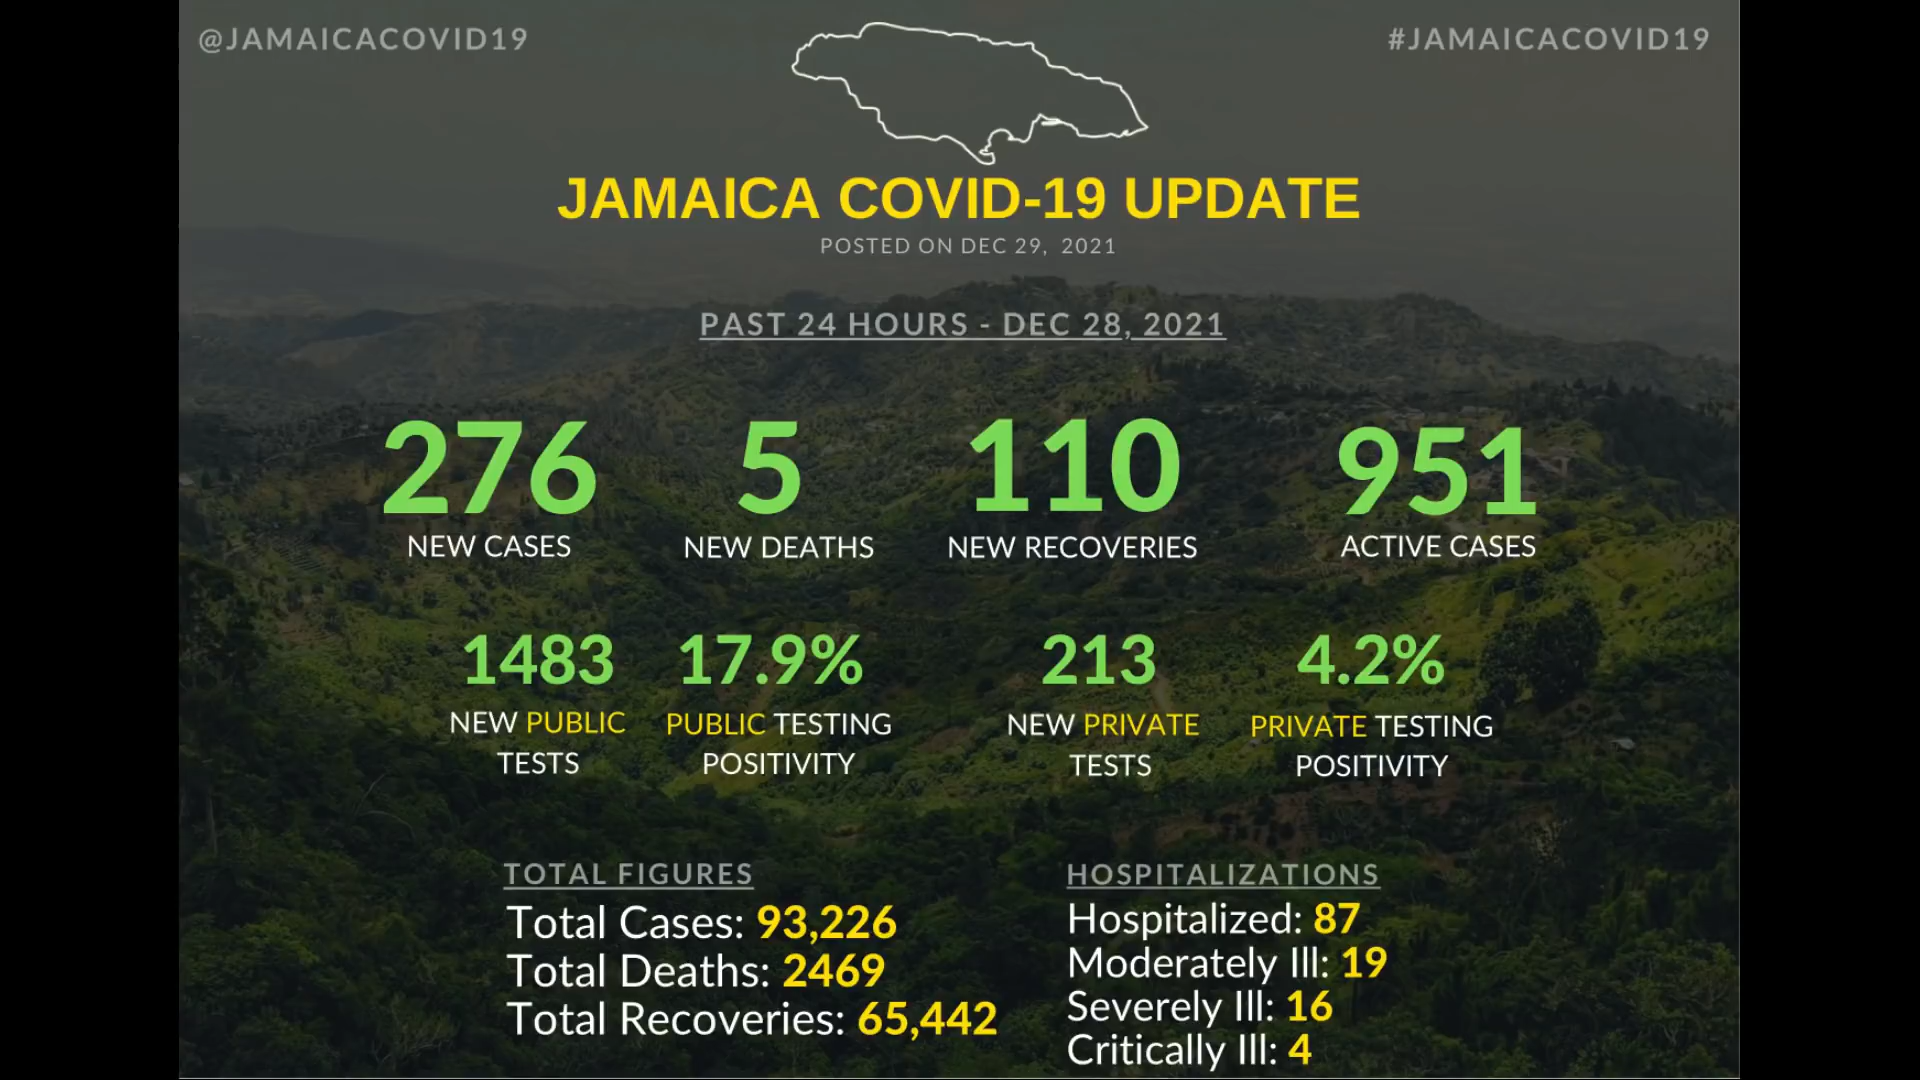 @JAMAICACOVID19
#JAMAICACOVID19
JAMAICA COVID-19 UPDATE
POSTED ON DEC 29, 2021
PAST 24 HOURS - DEC 28, 2021
276
NEW CASES
5
NEW DEATHS
110
NEW RECOVERIES
951
ACTIVE CASES
1483
NEW PUBLIC
TESTS
17.9%
PUBLIC TESTING
POSITIVITY
213
NEW PRIVATE
TESTS
4.2%
PRIVATE TESTING
POSITIVITY
TOTAL FIGURES
Total Cases: 93,226
Total Deaths: 2469
Total Recoveries: 65,442
HOSPITALIZATIONS
Hospitalized: 87
Moderately Ill: 19
Severely Ill: 16
Critically Ill: 4